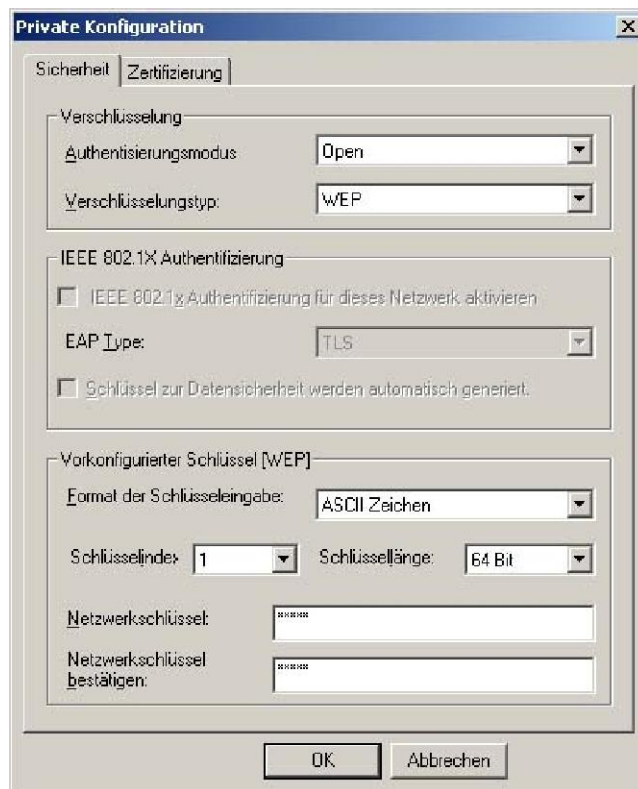 Private Konfiguration
Sicherheit Zertifizierung
Verschlüsselung
Authentisierungsmodus Open
Verschlüsselungstyp: WEP
IEEE 802.1X Authentifizierung
IEEE 802.1x Authentifizierung für dieses Netzwerk aktivieren
EAP Type: TLS
Schlüssel zur Datensicherheit werden automatisch generiert.
Vorkonfigurierter Schlüssel [WEP]
Format der Schlüsseleingabe: ASCII Zeichen
Schlüsselindex 1 Schlüssellänge: 64 Bit
Netzwerkschlüssel: *****
Netzwerkschlüssel
bestätigen: *****
OK Abbrechen